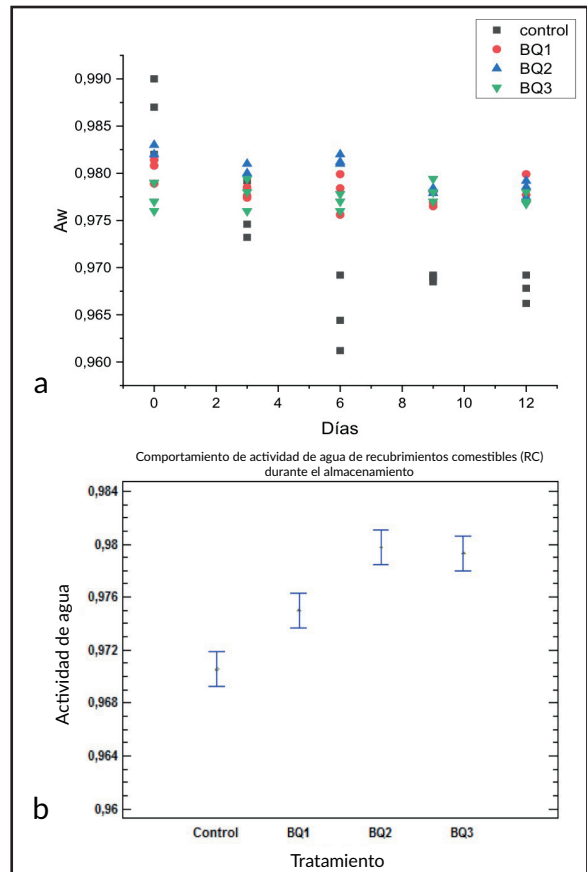 control
BQ1
BQ2
BQ3
0,990
0,985
0,980
0,975
0,970
0,965
0,960
Aw
0 2 4 6 8 10 12
Días
a
Comportamiento de actividad de agua de recubrimientos comestibles (RC)
durante el almacenamiento
0,984
0,98
0,976
0,972
0,968
0,964
0,96
Actividad de agua
Control BQ1 BQ2 BQ3
Tratamiento
b